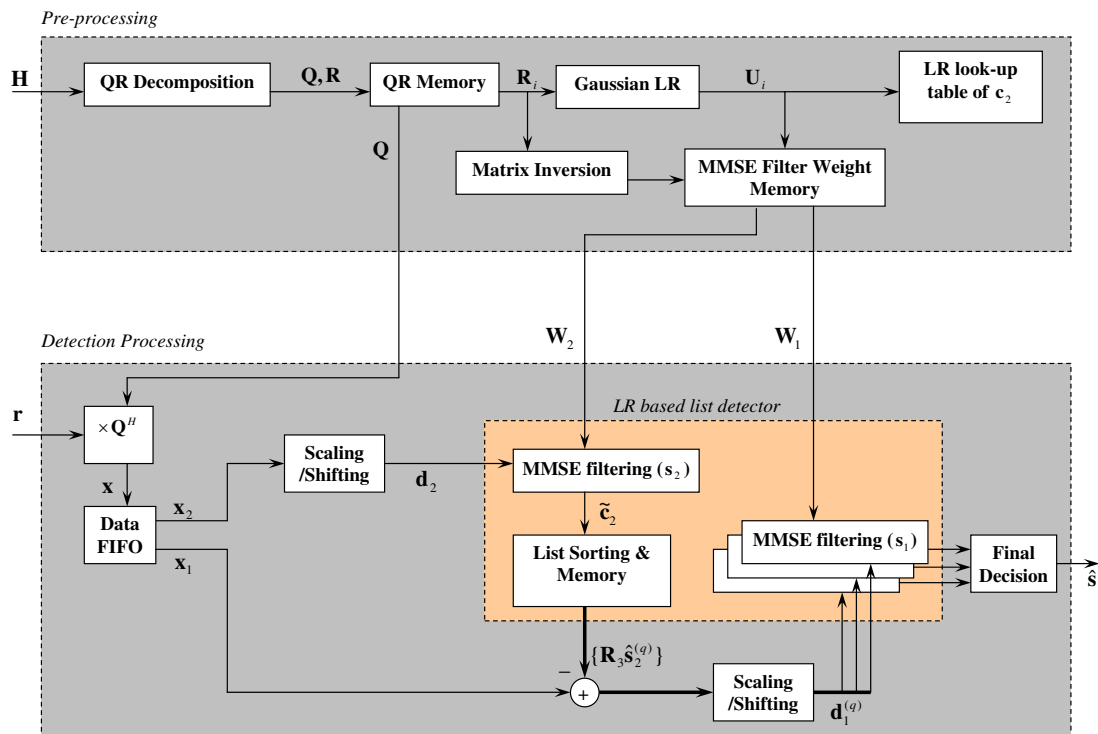 Pre-processing
H
QR Decomposition
Q, R
QR Memory
R_i
Gaussian LR
U_i
LR look-up
table of c_2
Q
Matrix Inversion
MMSE Filter Weight
Memory
Detection Processing
W_2
W_1
r
× Q^H
LR based list detector
Scaling
/Shifting
d_2
MMSE filtering (s_2)
x
x_2
Data
FIFO
x_1
c̃_2
List Sorting &
Memory
MMSE filtering (s_1)
Final
Decision
ŝ
{R_3 ŝ_2^(q)}
−
+
Scaling
/Shifting
d_1^(q)